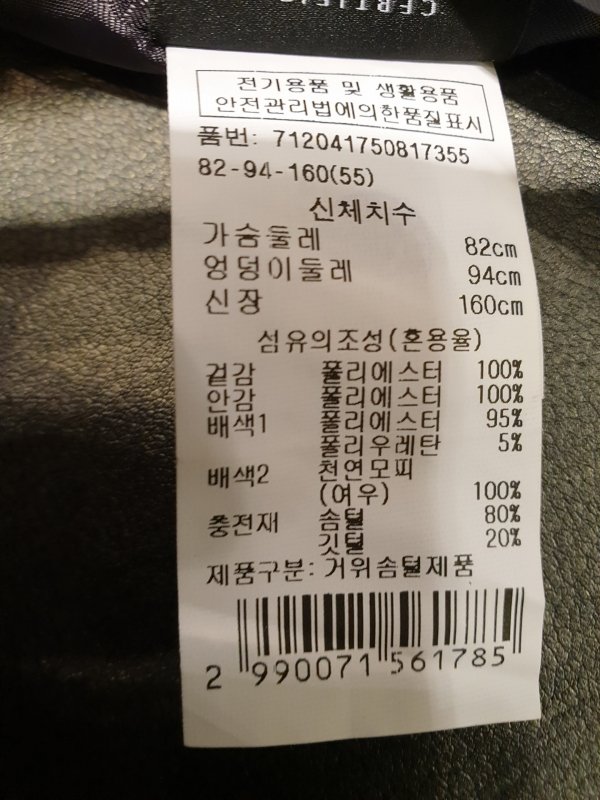 전기용품 및 생활용품
안전관리법에의한품질표시
품번: 712041750817355
82-94-160(55)
신체치수
가슴둘레 82cm
엉덩이둘레 94cm
신장 160cm
섬유의조성(혼용율)
겉감 폴리에스터 100%
안감 폴리에스터 100%
배색1 폴리에스터 95%
폴리우레탄 5%
배색2 천연모피
(여우) 100%
충전재 솜털 80%
깃털 20%
제품구분: 거위솜털제품
2 990071 561785